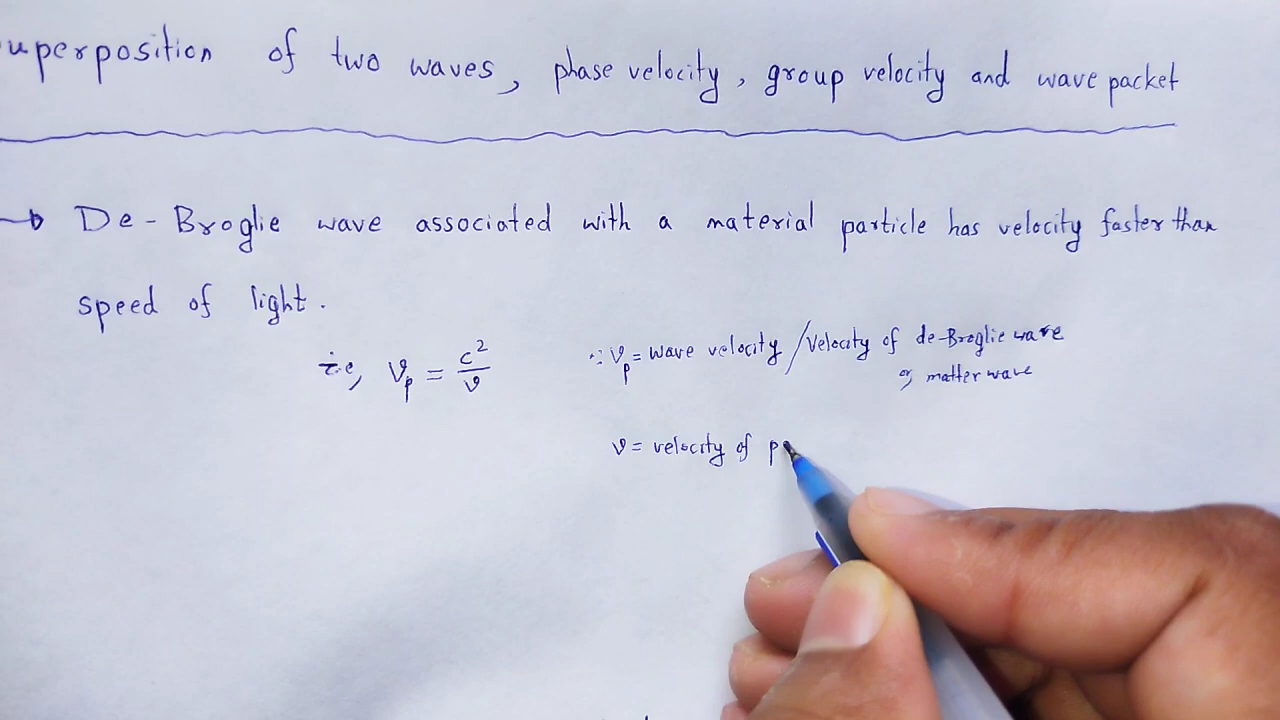 uperposition of two waves, phase velocity, group velocity and wave packet
→ De-Broglie wave associated with a material particle has velocity faster than
speed of light.
i.e, vₚ = c²/v
∵ vₚ = wave velocity / velocity of de-Broglie wave
or, matter wave
v = velocity of p